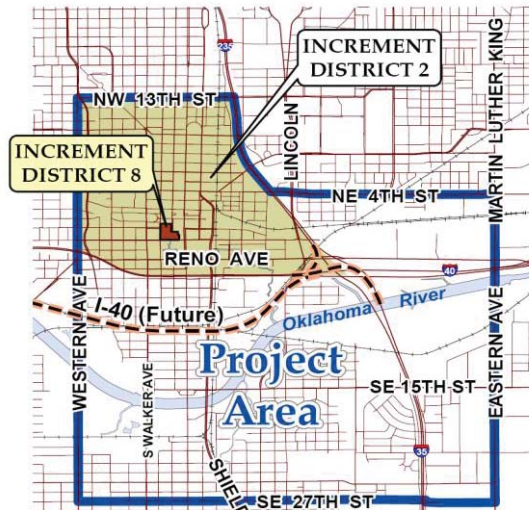 235
INCREMENT
DISTRICT 2
NW 13TH ST
LINCOLN
MARTIN LUTHER KING
INCREMENT
DISTRICT 8
NE 4TH ST
RENO AVE
40
I-40 (Future)
Oklahoma River
WESTERN AVE
Project
Area
EASTERN AVE
S WALKER AVE
SE 15TH ST
35
SHIEL
SE 27TH ST